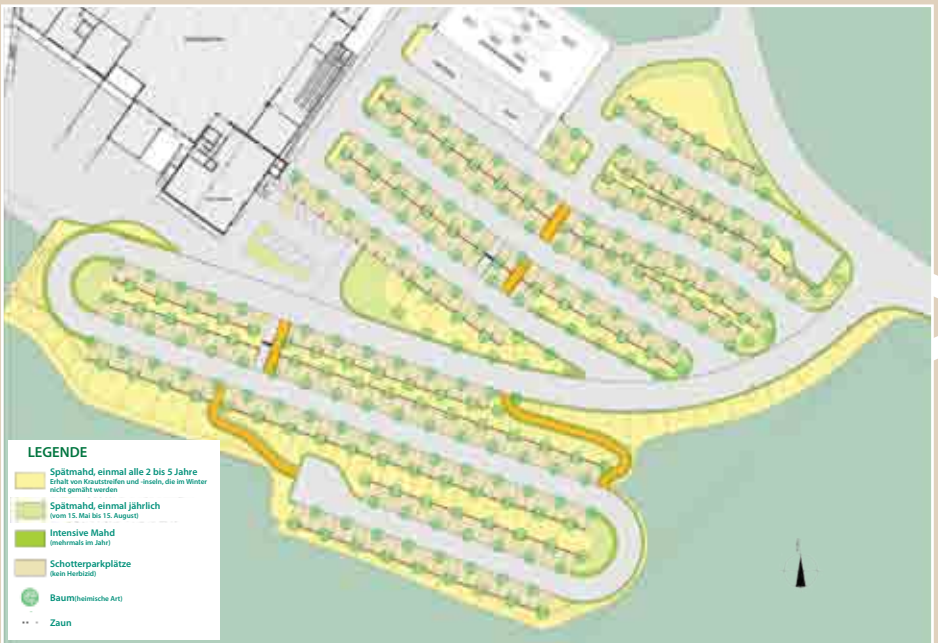 LEGENDE
Spätmahd, einmal alle 2 bis 5 Jahre
Erhalt von Krautstreifen und -inseln, die im Winter
nicht gemäht werden
Spätmahd, einmal jährlich
(vom 15. Mai bis 15. August)
Intensive Mahd
(mehrmals im Jahr)
Schotterparkplätze
(kein Herbizid)
Baum(heimische Art)
Zaun